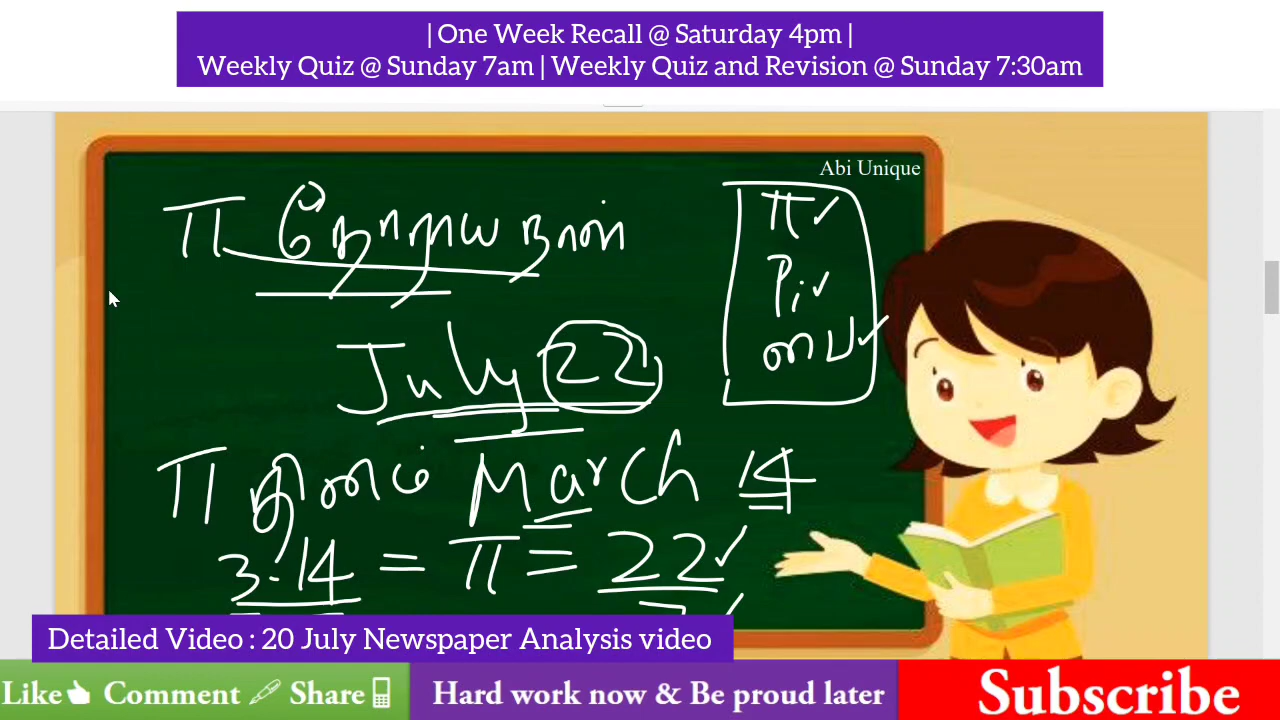 | One Week Recall @ Saturday 4pm |
Weekly Quiz @ Sunday 7am | Weekly Quiz and Revision @ Sunday 7:30am
Abi Unique
π தோராய நாள்
π
Pi
பை
July 22
π தினம் March 14
3.14 = π = 22
7
Detailed Video : 20 July Newspaper Analysis video
Like Comment Share
Hard work now & Be proud later
Subscribe